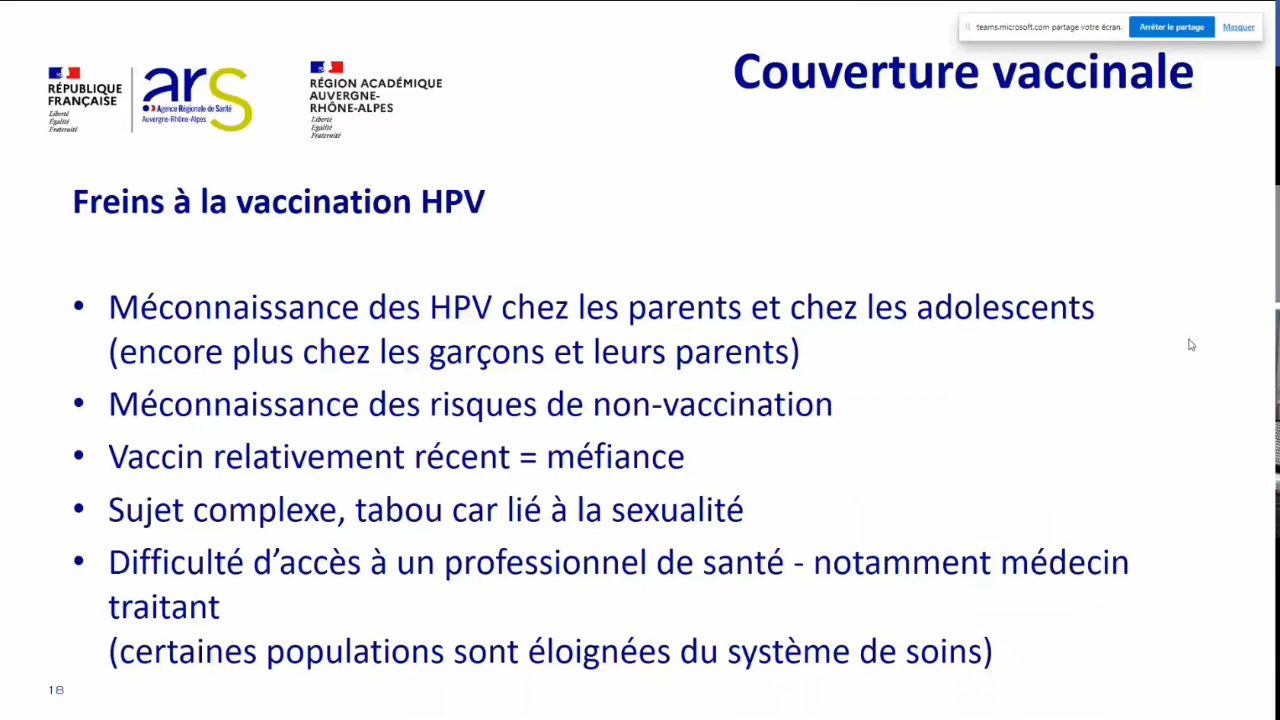 teams.microsoft.com partage votre écran.
Arrêter le partage
Masquer
RÉPUBLIQUE
FRANÇAISE
Liberté
Égalité
Fraternité
ars
Agence Régionale de Santé
Auvergne-Rhône-Alpes
RÉGION ACADÉMIQUE
AUVERGNE-
RHÔNE-ALPES
Liberté
Égalité
Fraternité
Couverture vaccinale
Freins à la vaccination HPV
• Méconnaissance des HPV chez les parents et chez les adolescents
(encore plus chez les garçons et leurs parents)
• Méconnaissance des risques de non-vaccination
• Vaccin relativement récent = méfiance
• Sujet complexe, tabou car lié à la sexualité
• Difficulté d’accès à un professionnel de santé - notamment médecin
traitant
(certaines populations sont éloignées du système de soins)
18